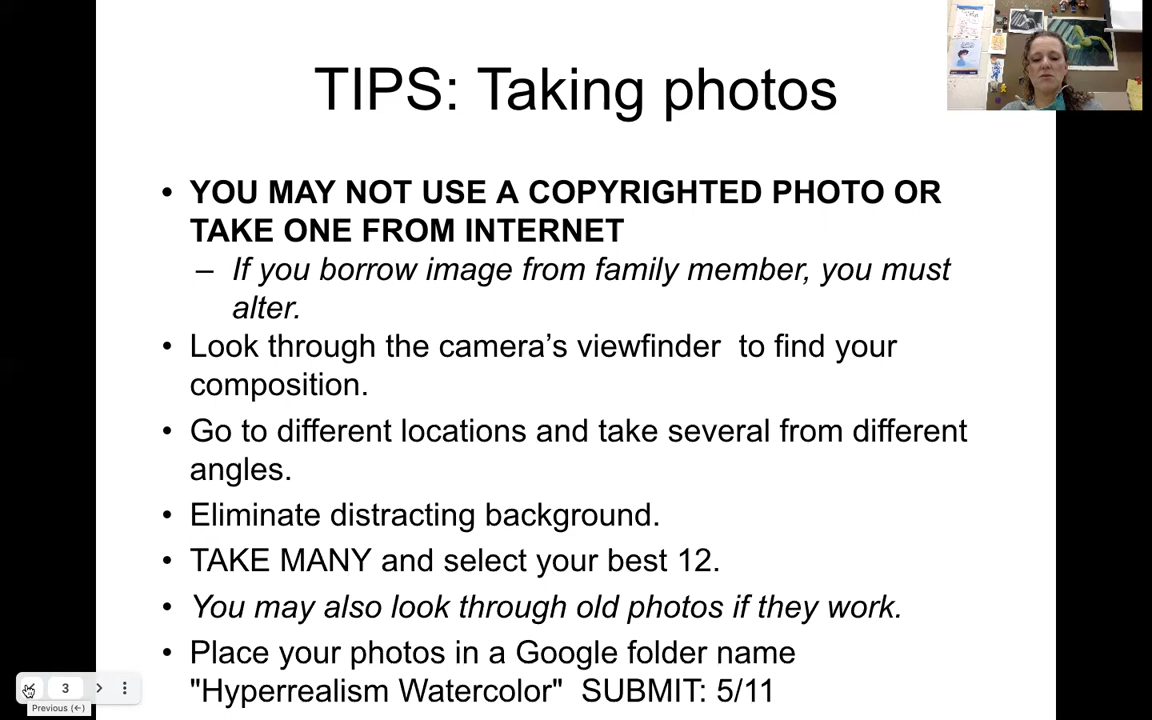 TIPS: Taking photos
• YOU MAY NOT USE A COPYRIGHTED PHOTO OR
TAKE ONE FROM INTERNET
– If you borrow image from family member, you must
alter.
• Look through the camera’s viewfinder  to find your
composition.
• Go to different locations and take several from different
angles.
• Eliminate distracting background.
• TAKE MANY and select your best 12.
• You may also look through old photos if they work.
• Place your photos in a Google folder name
"Hyperrealism Watercolor"  SUBMIT: 5/11
3
Previous (←)